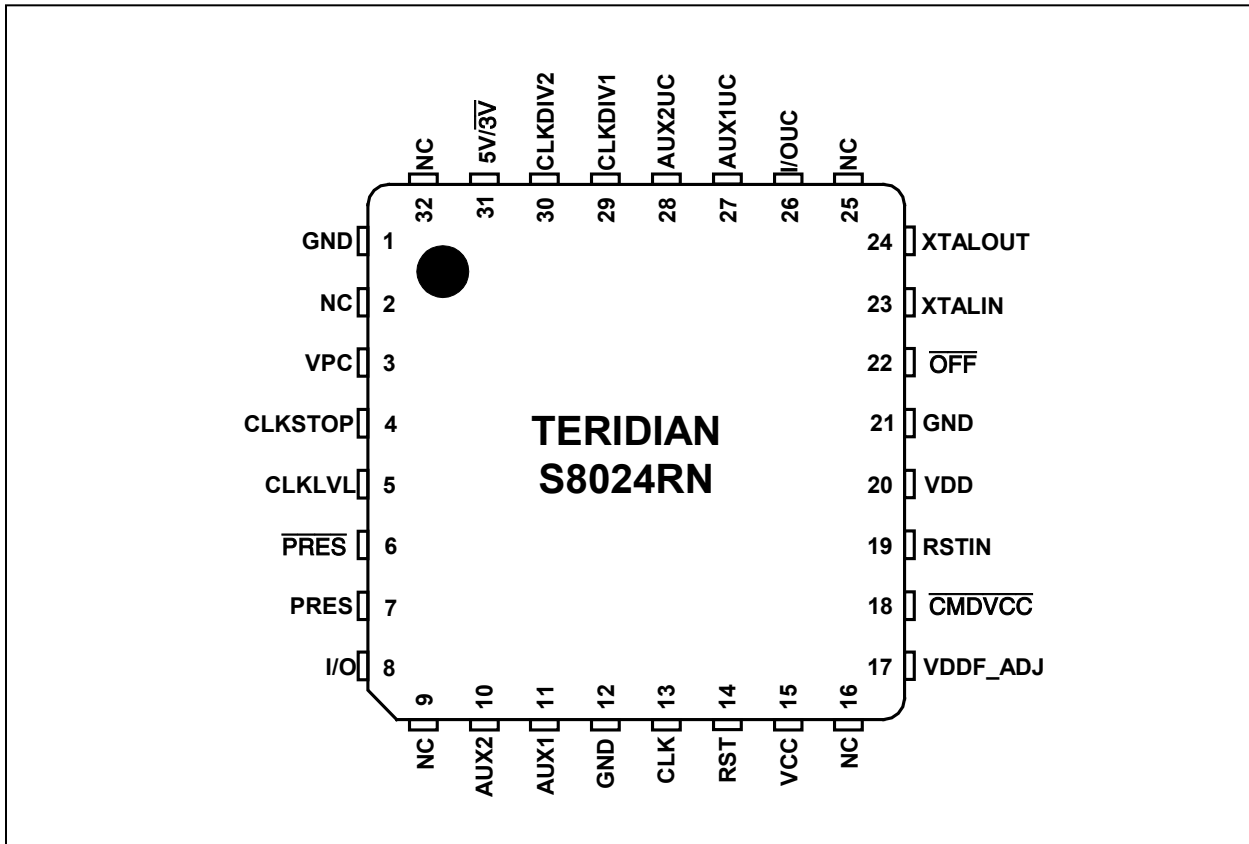 NC
5V/3V̅
CLKDIV2
CLKDIV1
AUX2UC
AUX1UC
I/OUC
NC
32
31
30
29
28
27
26
25
GND 1
NC 2
VPC 3
CLKSTOP 4
CLKLVL 5
P̅R̅E̅S̅ 6
PRES 7
I/O 8
TERIDIAN
S8024RN
24 XTALOUT
23 XTALIN
22 O̅F̅F̅
21 GND
20 VDD
19 RSTIN
18 C̅M̅D̅V̅C̅C̅
17 VDDF_ADJ
9
10
11
12
13
14
15
16
NC
AUX2
AUX1
GND
CLK
RST
VCC
NC